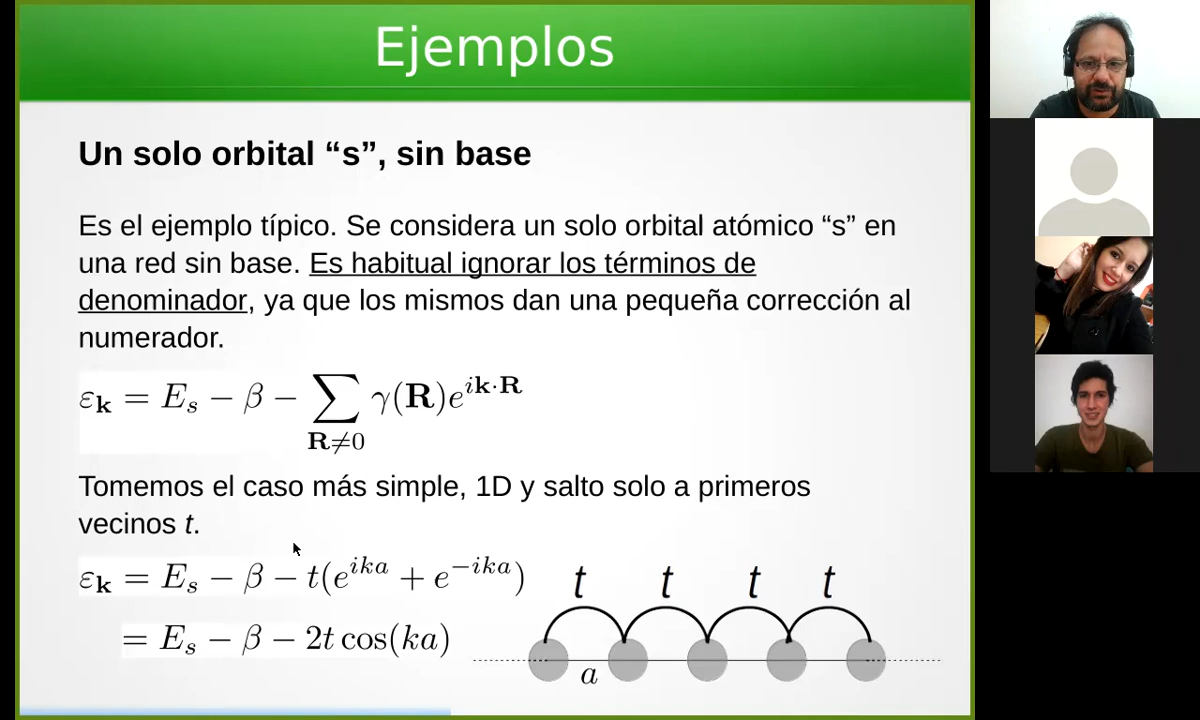 Ejemplos
Un solo orbital “s”, sin base
Es el ejemplo típico. Se considera un solo orbital atómico “s” en
una red sin base. Es habitual ignorar los términos de
denominador, ya que los mismos dan una pequeña corrección al
numerador.
ε𝐤 = E_s − β − ∑_{𝐑≠0} γ(𝐑)e^{i𝐤·𝐑}
Tomemos el caso más simple, 1D y salto solo a primeros
vecinos t.
ε𝐤 = E_s − β − t(e^{ika} + e^{−ika})
= E_s − β − 2t cos(ka)
t t t t
a